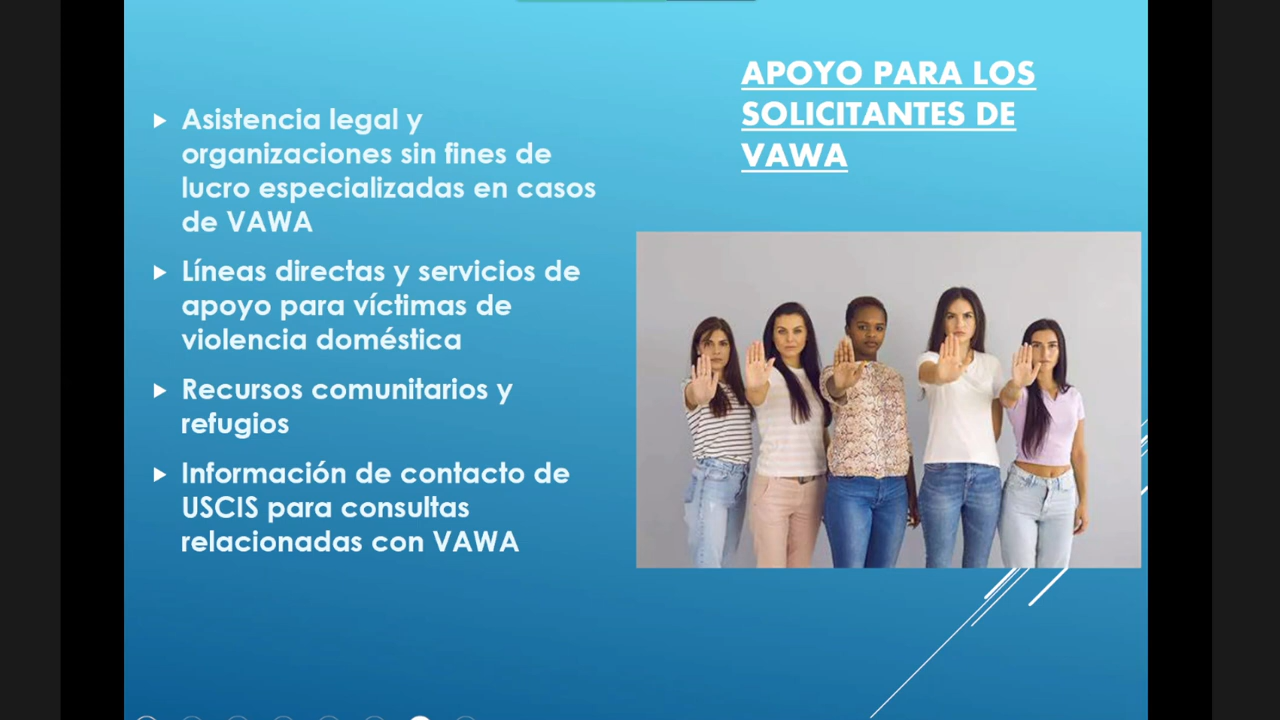 APOYO PARA LOS
SOLICITANTES DE
VAWA
Asistencia legal y
organizaciones sin fines de
lucro especializadas en casos
de VAWA
Líneas directas y servicios de
apoyo para víctimas de
violencia doméstica
Recursos comunitarios y
refugios
Información de contacto de
USCIS para consultas
relacionadas con VAWA